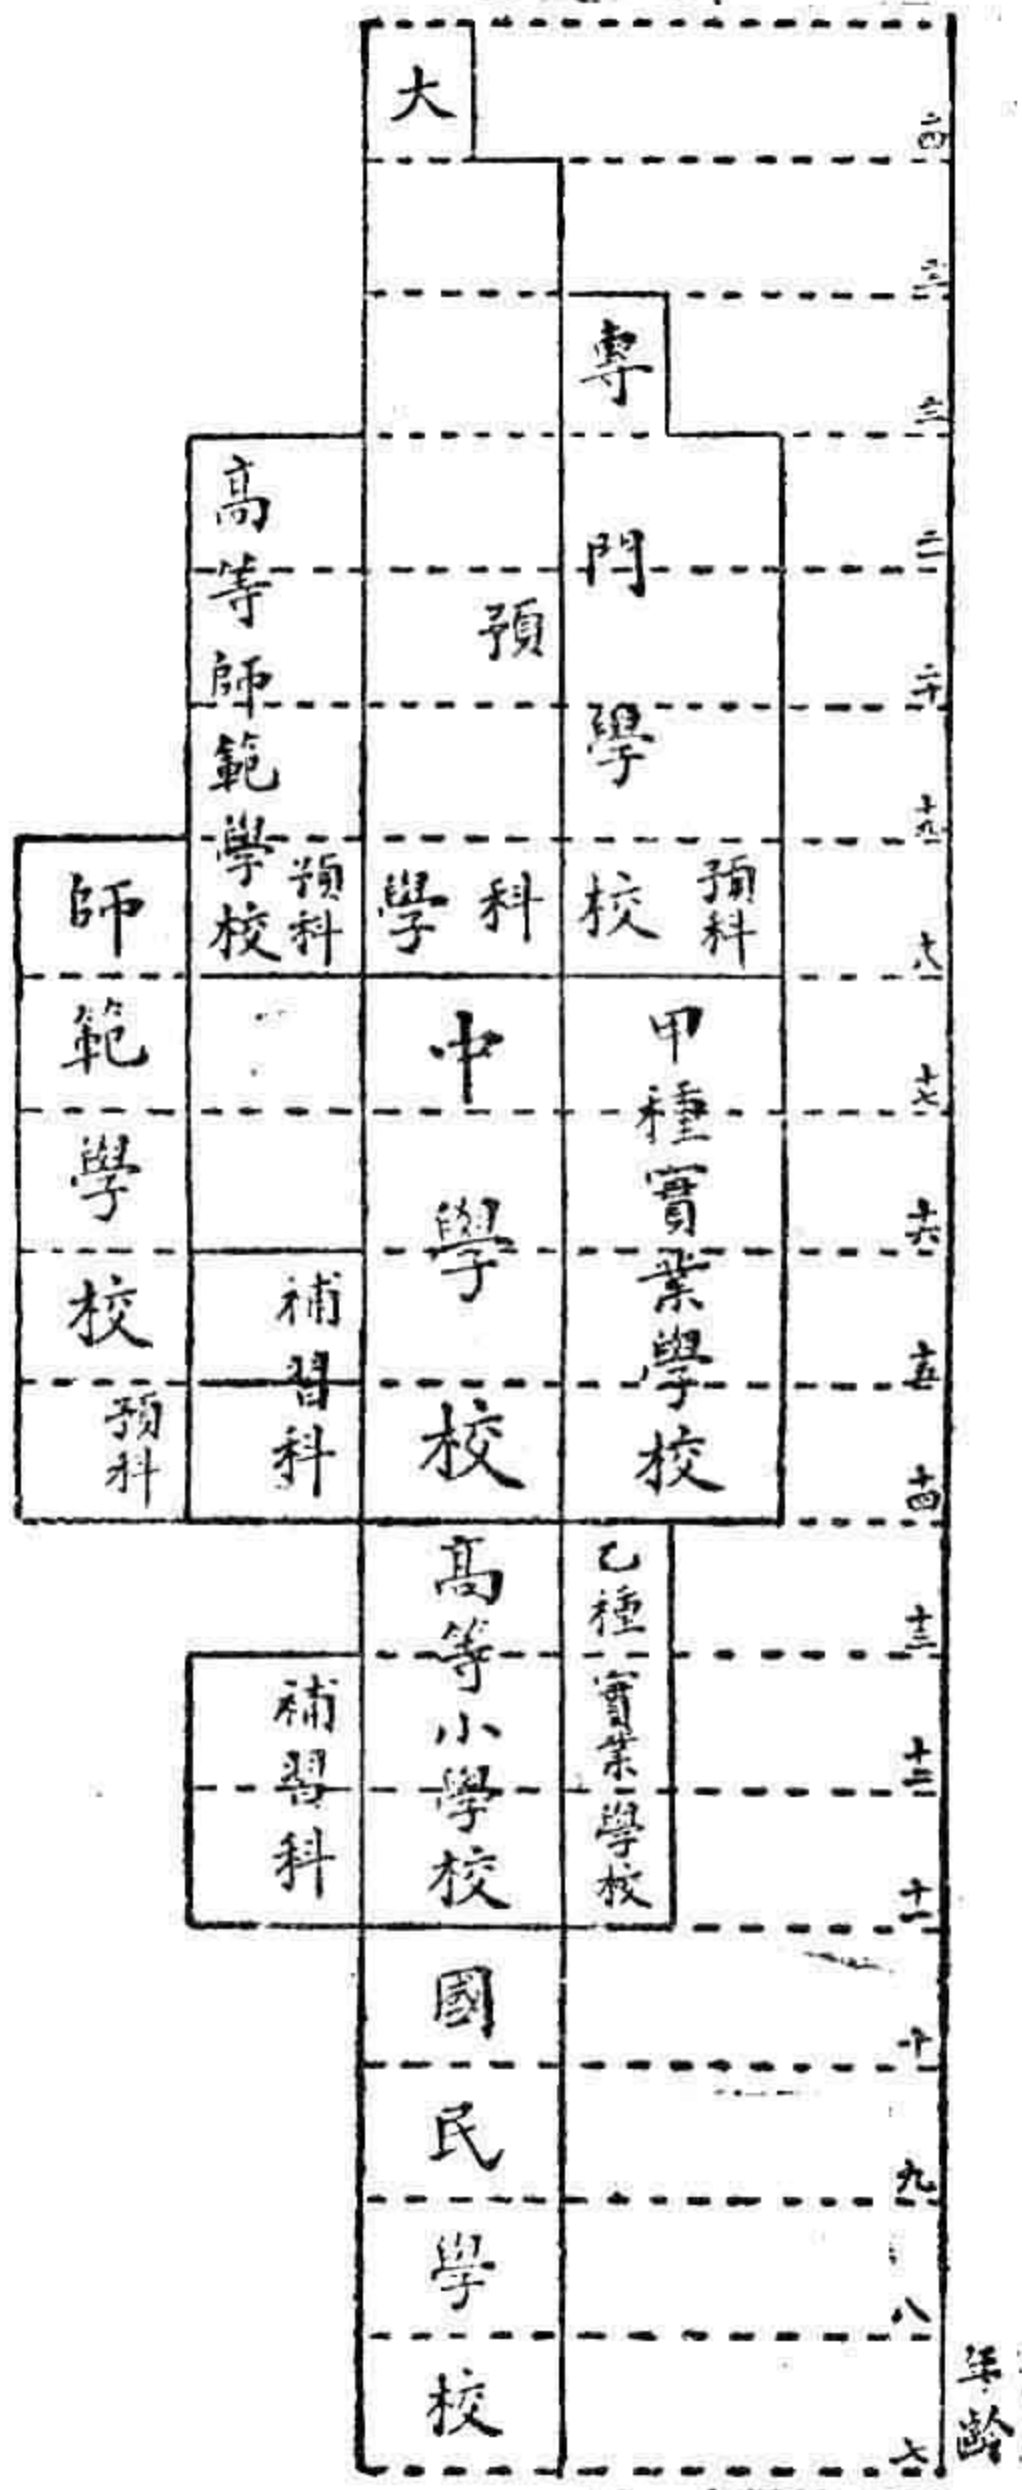 年齡
二四
二三
二二
二一
二十
十九
十八
十七
十六
十五
十四
十三
十二
十一
十
九
八
七
專門學校
預科
甲種實業學校
乙種實業學校
大學
預科
中學校
高等小學校
國民學校
高等師範學校
預科
補習科
補習科
師範學校
預科